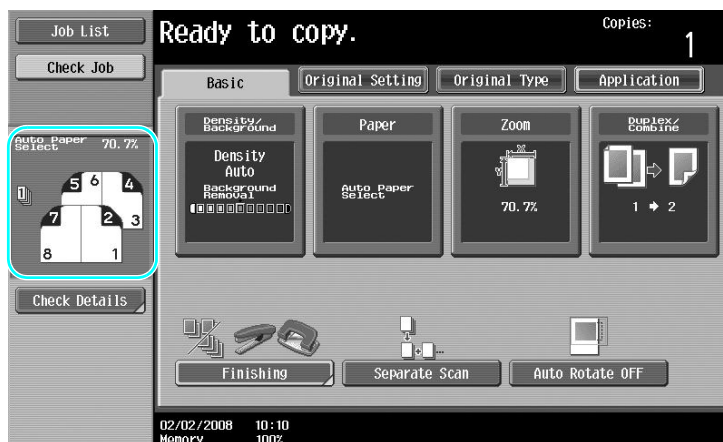 Job List
Ready to copy.
Copies:
1
Check Job
Basic
Original Setting
Original Type
Application
Auto Paper
Select
70.7%
5 6 4
7 2 3
8 1
1
Check Details
Density/
Background
Density
Auto
Background
Removal
Paper
Auto Paper
Select
Zoom
70.7%
Duplex/
Combine
1 ➔ 2
Finishing
Separate Scan
Auto Rotate OFF
02/02/2008 10:10
Memory 100%